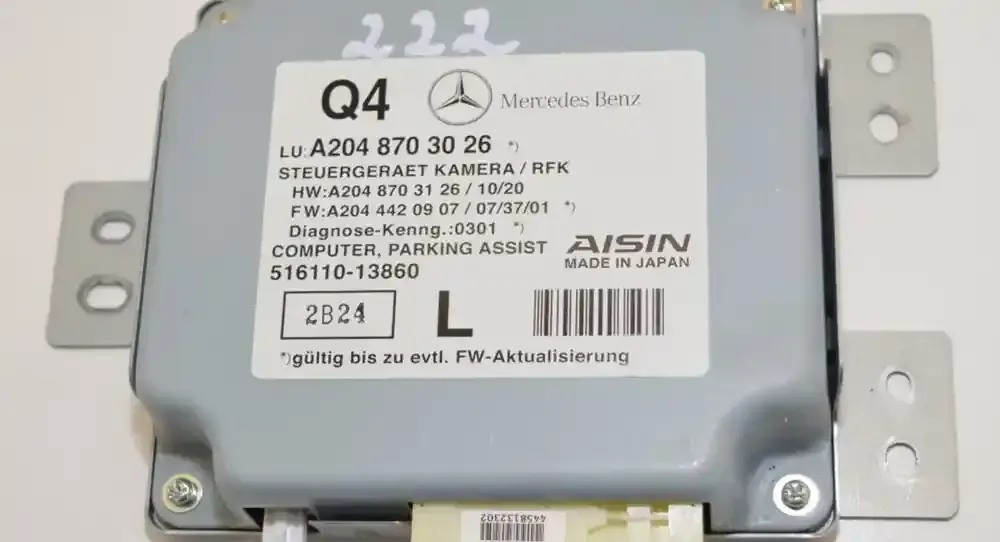 222
Q4 Mercedes Benz
LU:A204 870 30 26 *)
STEUERGERAET KAMERA / RFK
HW:A204 870 31 26 / 10/20
FW:A204 442 09 07 / 07/37/01 *)
Diagnose-Kenng.:0301 *)
COMPUTER, PARKING ASSIST
516110-13860
AISIN
MADE IN JAPAN
2B24
L
*)gültig bis zu evtl. FW-Aktualisierung
4458132302